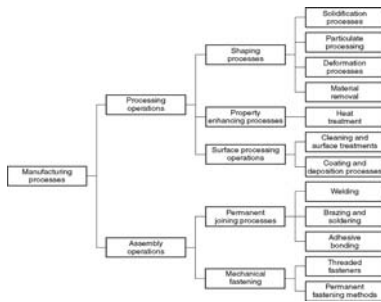 Solidification
processes
Particulate
processing
Shaping
processes
Deformation
processes
Material
removal
Processing
operations
Property
enhancing processes
Heat
treatment
Cleaning and
surface treatments
Surface processing
operations
Coating and
deposition processes
Manufacturing
processes
Welding
Permanent
joining processes
Brazing and
soldering
Adhesive
bonding
Assembly
operations
Threaded
fasteners
Mechanical
fastening
Permanent
fastening methods